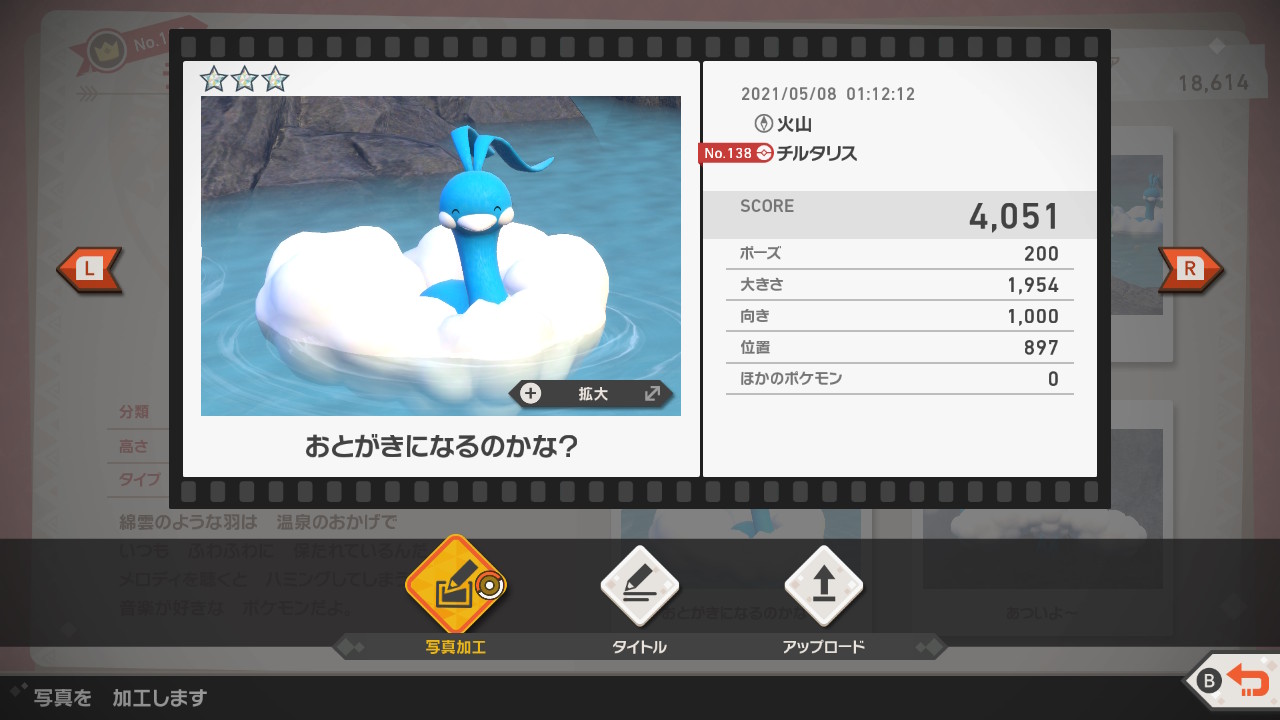 No.1
18,614
2021/05/08 01:12:12
火山
No.138 チルタリス
SCORE 4,051
ポーズ 200
大きさ 1,954
向き 1,000
位置 897
ほかのポケモン 0
L
R
拡大
おとがきになるのかな?
分類
高さ
タイプ
綿雲のような羽は 温泉のおかげで
いつも ふわふわに 保たれているんだ
メロディを聴くと ハミングしてしま
音楽が好きな ポケモンだよ。
おとがきになるのかな
あついよ~
写真加工
タイトル
アップロード
写真を 加工します
B